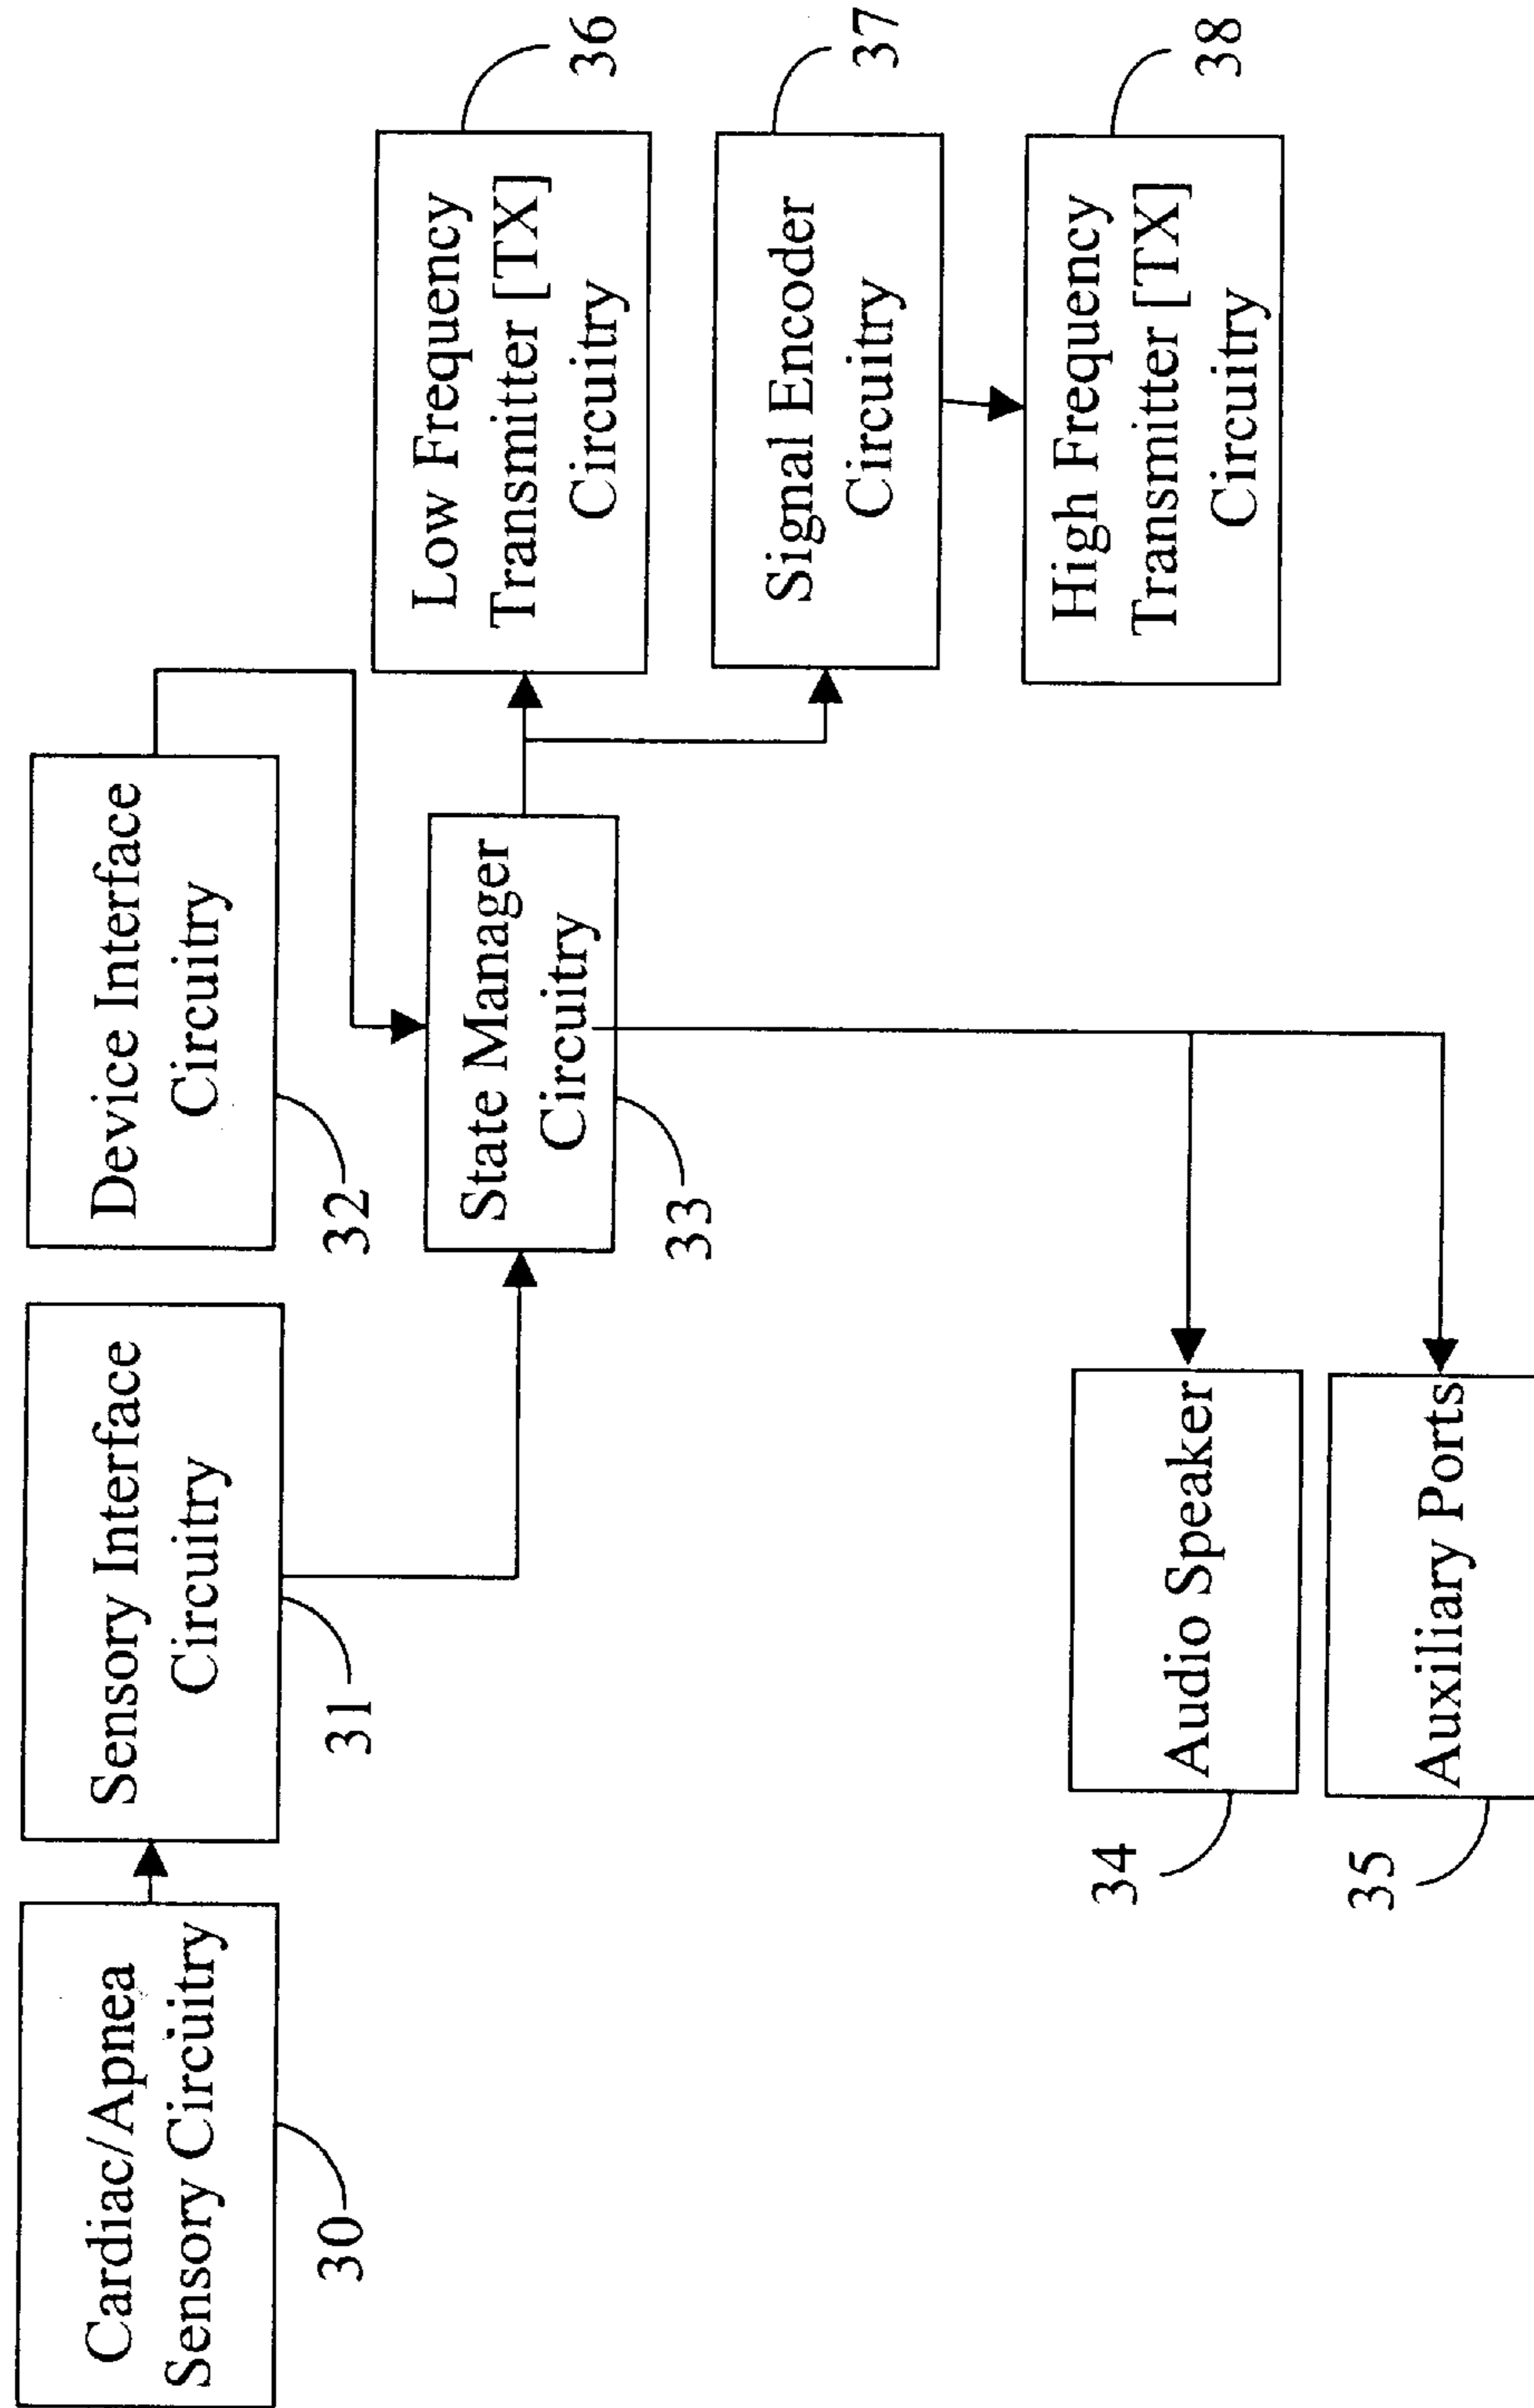 Cardiac/Apnea
Sensory Circuitry
30
Sensory Interface
Circuitry
31
Device Interface
Circuitry
32
State Manager
Circuitry
33
Low Frequency
Transmitter [TX]
Circuitry
36
Signal Encoder
Circuitry
37
High Frequency
Transmitter [TX]
Circuitry
38
Audio Speaker
34
Auxiliary Ports
35